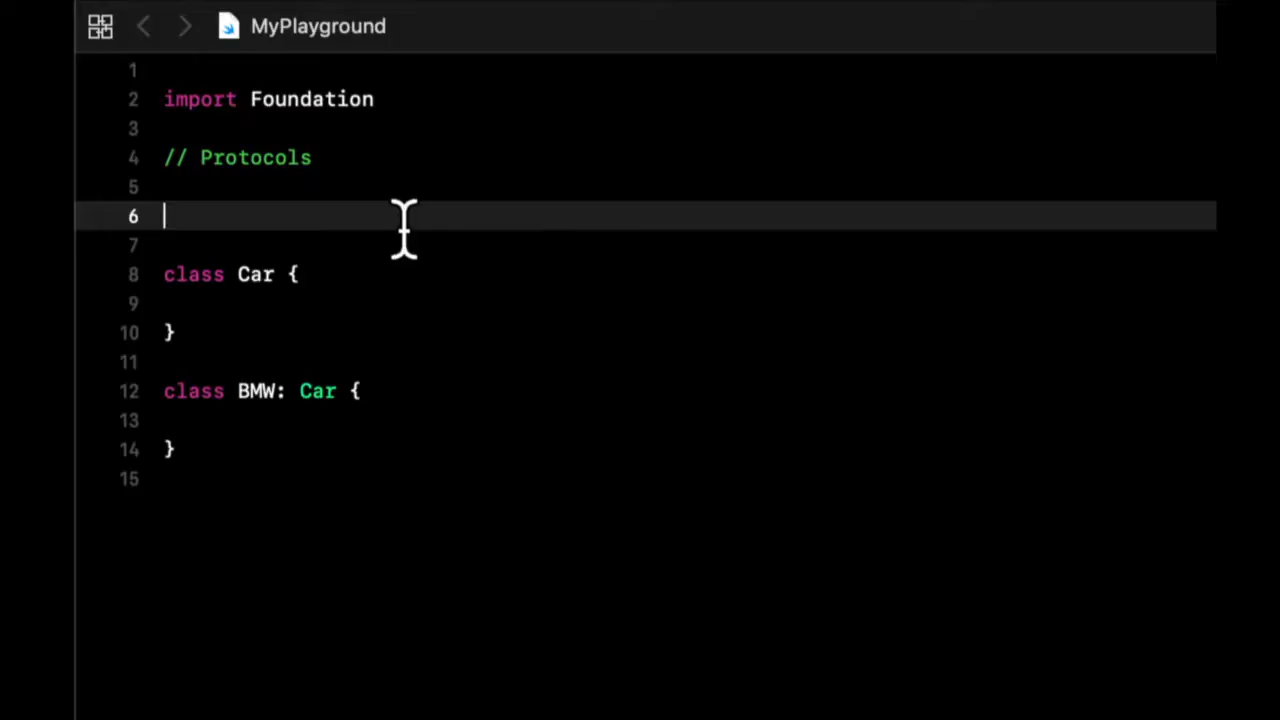 MyPlayground
1
2 import Foundation
3
4 // Protocols
5
6
7
8 class Car {
9
10 }
11
12 class BMW: Car {
13
14 }
15